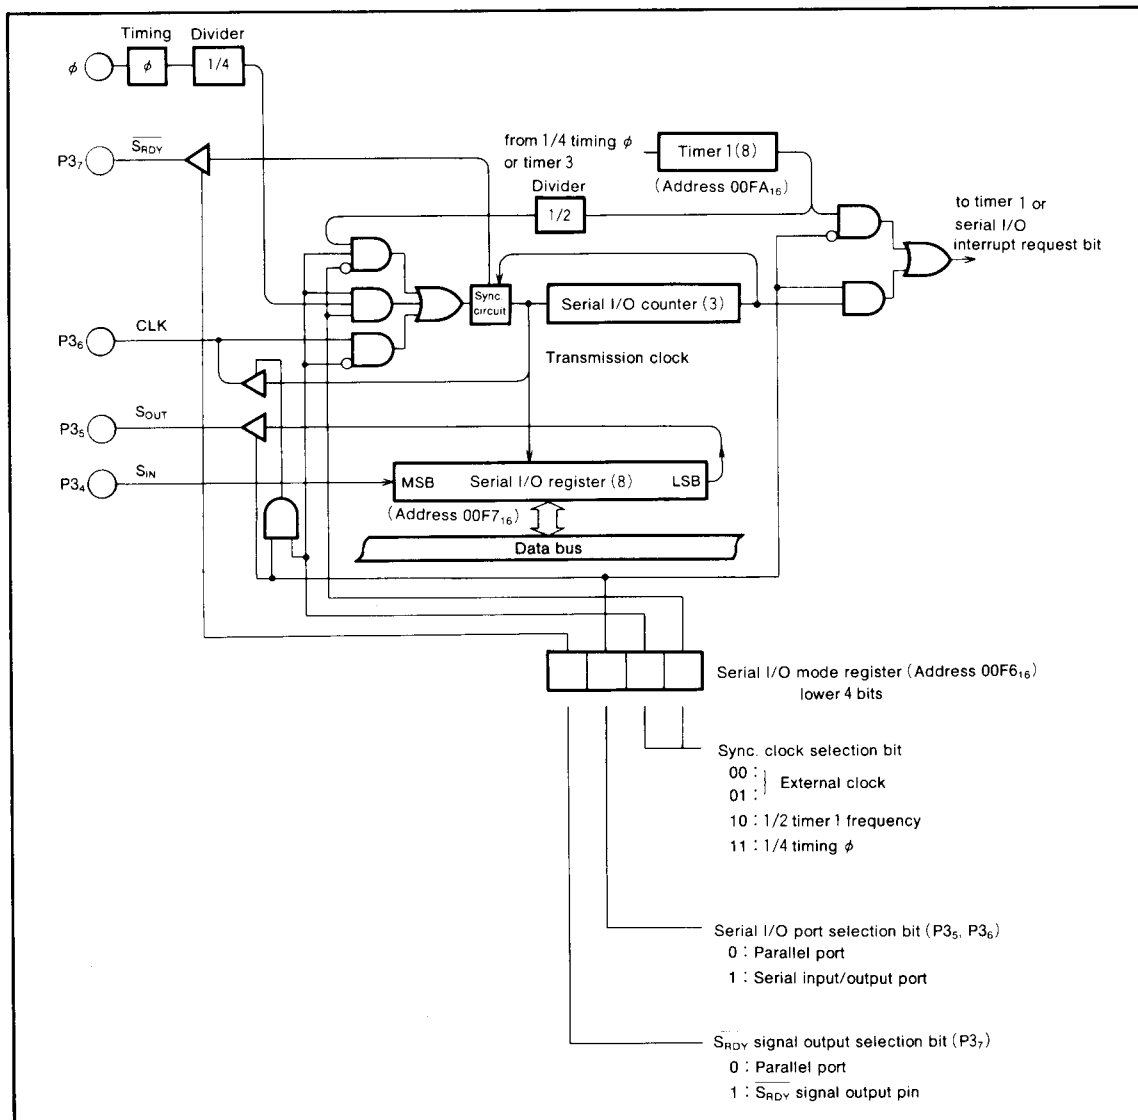 Timing Divider
ϕ ϕ 1/4
P3₇ S̅R̅D̅Y̅
from 1/4 timing ϕ
or timer 3
Timer 1(8)
(Address 00FA₁₆)
Divider
1/2
to timer 1 or
serial I/O
interrupt request bit
Sync.
circuit
Serial I/O counter (3)
P3₆ CLK
Transmission clock
P3₅ SOUT
P3₄ SIN
MSB Serial I/O register (8) LSB
(Address 00F7₁₆)
Data bus
Serial I/O mode register (Address 00F6₁₆)
lower 4 bits
Sync. clock selection bit
00 :
01 :
External clock
10 : 1/2 timer 1 frequency
11 : 1/4 timing ϕ
Serial I/O port selection bit (P3₅, P3₆)
0 : Parallel port
1 : Serial input/output port
S̅R̅D̅Y̅ signal output selection bit (P3₇)
0 : Parallel port
1 : S̅R̅D̅Y̅ signal output pin